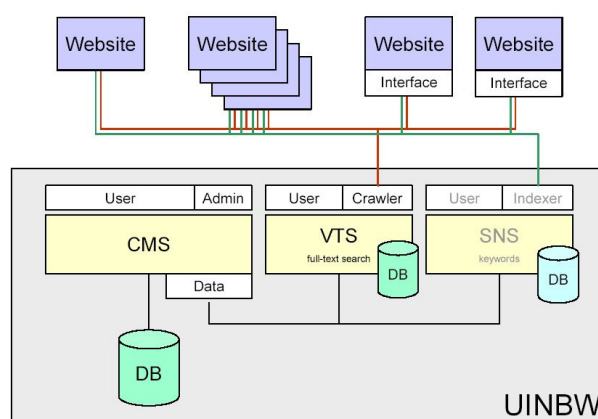 Website
Website
Website
Website
Interface
Interface
User
Admin
User
Crawler
User
Indexer
CMS
VTS
full-text search
SNS
keywords
DB
DB
Data
DB
UINBW